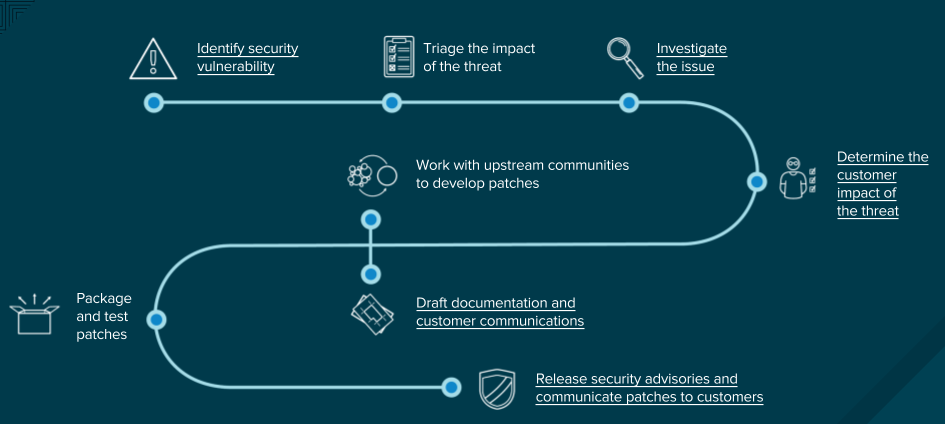 Identify security
vulnerability
Triage the impact
of the threat
Investigate
the issue
Determine the
customer
impact of
the threat
Work with upstream communities
to develop patches
Draft documentation and
customer communications
Package
and test
patches
Release security advisories and
communicate patches to customers